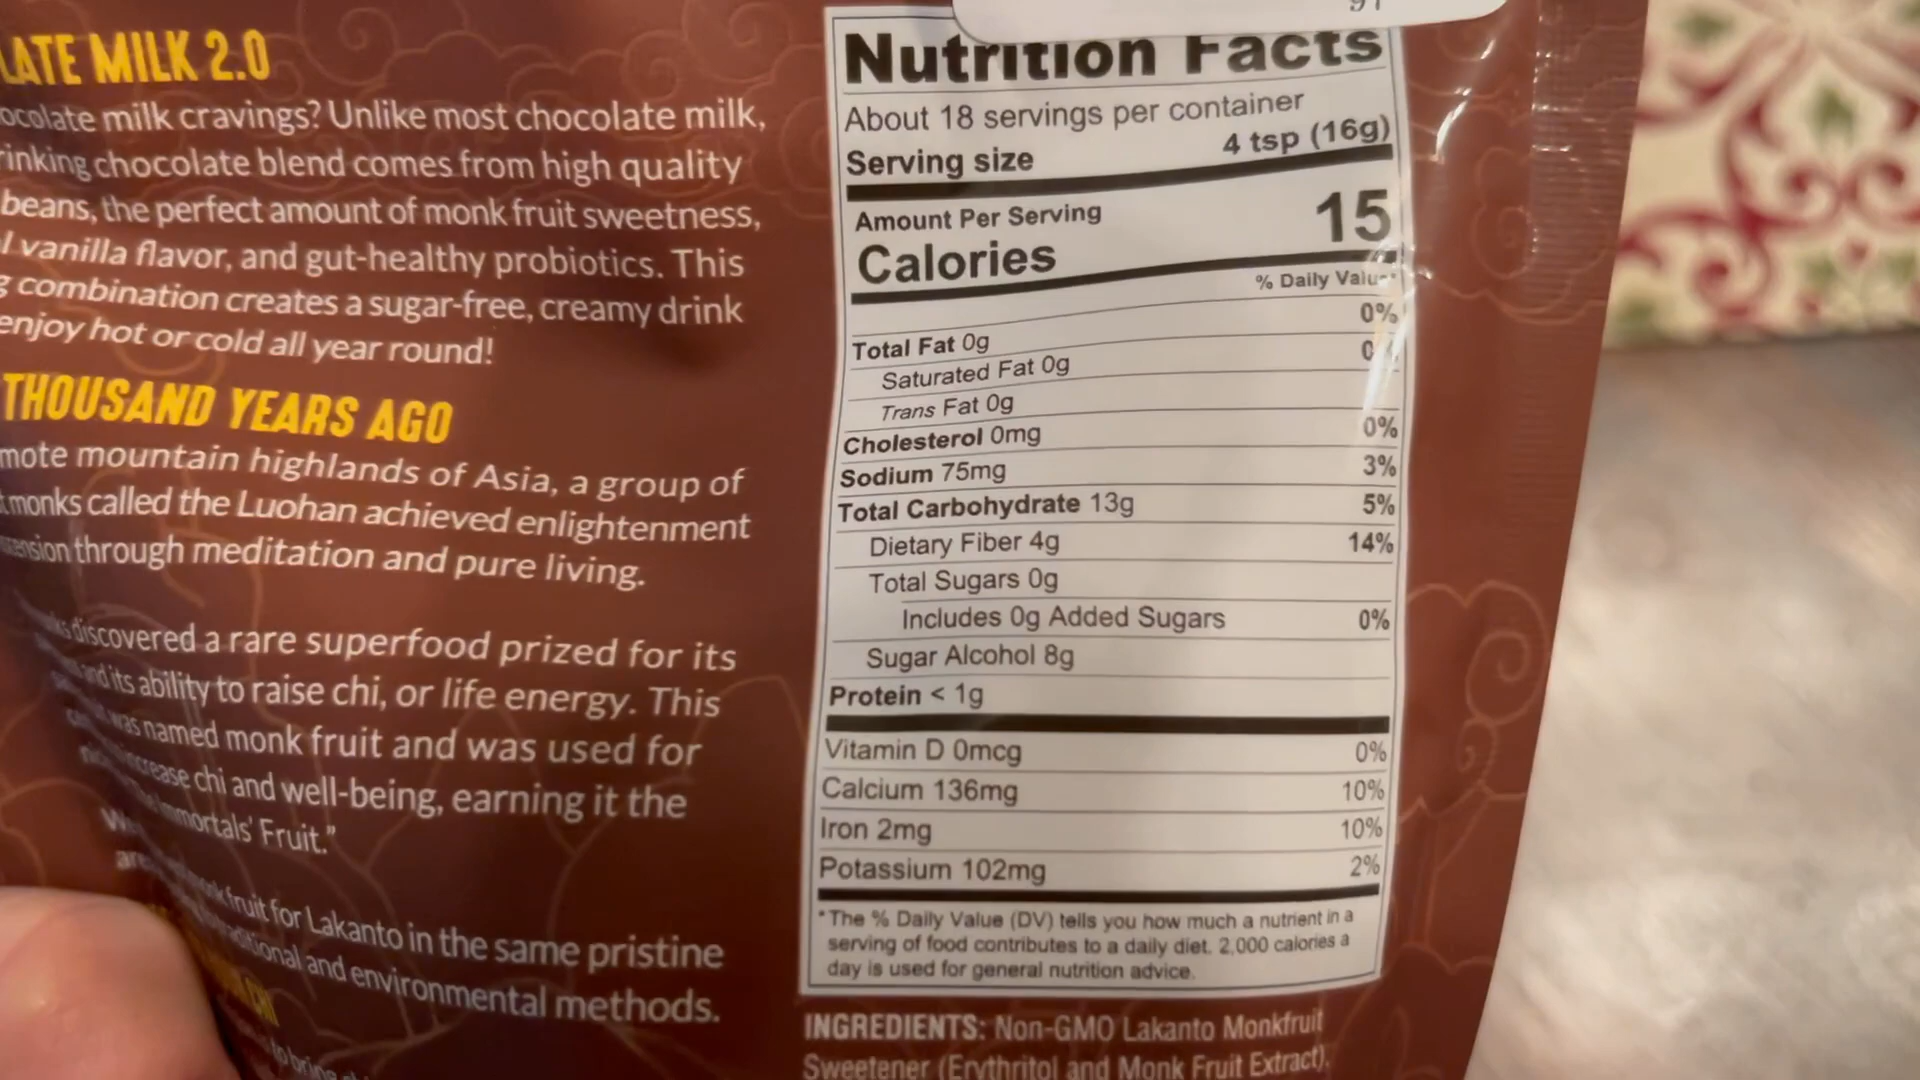 LATE MILK 2.0
ocolate milk cravings? Unlike most chocolate milk,
rinking chocolate blend comes from high quality
beans, the perfect amount of monk fruit sweetness,
l vanilla flavor, and gut-healthy probiotics. This
g combination creates a sugar-free, creamy drink
enjoy hot or cold all year round!
THOUSAND YEARS AGO
mote mountain highlands of Asia, a group of
monks called the Luohan achieved enlightenment
ension through meditation and pure living.
discovered a rare superfood prized for its
and its ability to raise chi, or life energy. This
was named monk fruit and was used for
increase chi and well-being, earning it the
mortals' Fruit."
fruit for Lakanto in the same pristine
and environmental methods.
to bring
91
Nutrition Facts
About 18 servings per container
Serving size 4 tsp (16g)
Amount Per Serving
Calories 15
% Daily Value*
Total Fat 0g 0%
Saturated Fat 0g 0%
Trans Fat 0g
Cholesterol 0mg 0%
Sodium 75mg 3%
Total Carbohydrate 13g 5%
Dietary Fiber 4g 14%
Total Sugars 0g
Includes 0g Added Sugars 0%
Sugar Alcohol 8g
Protein < 1g
Vitamin D 0mcg 0%
Calcium 136mg 10%
Iron 2mg 10%
Potassium 102mg 2%
*The % Daily Value (DV) tells you how much a nutrient in a
serving of food contributes to a daily diet. 2,000 calories a
day is used for general nutrition advice.
INGREDIENTS: Non-GMO Lakanto Monkfruit
Sweetener (Erythritol and Monk Fruit Extract),